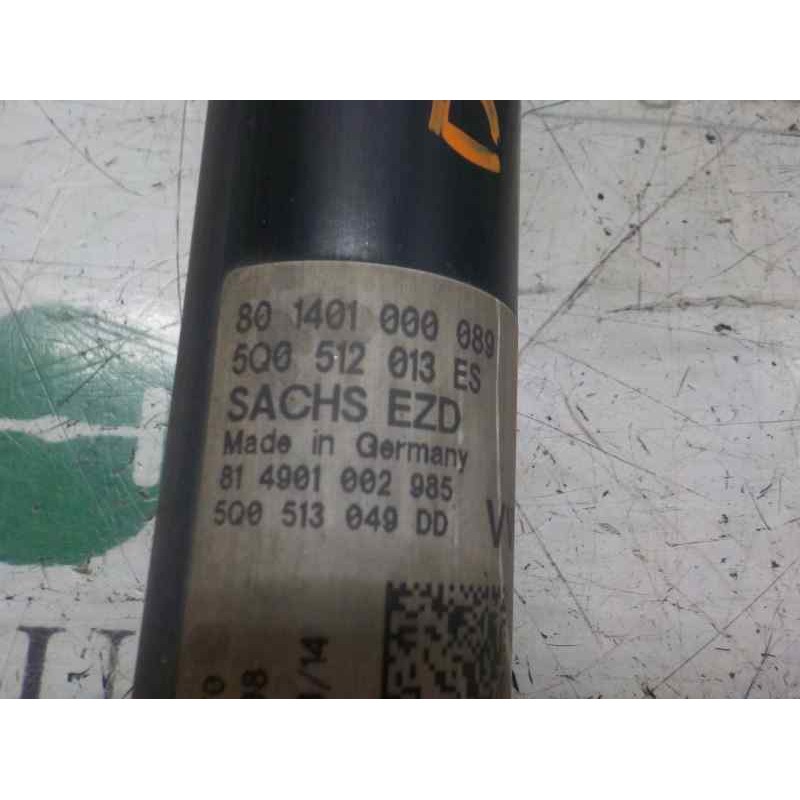 80 1401 000 089
5Q0 512 013 ES
SACHS EZD
Made in Germany
81 4901 002 985
5Q0 513 049 DD